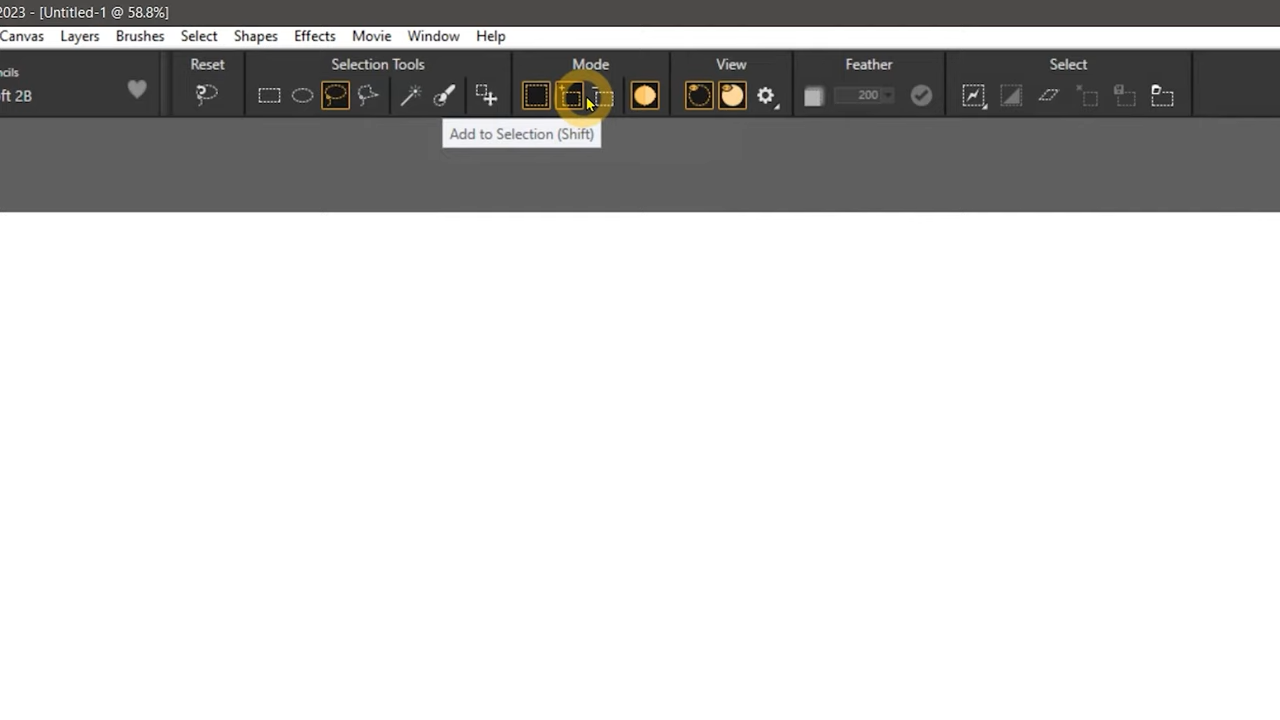 2023 - [Untitled-1 @ 58.8%]
Canvas Layers Brushes Select Shapes Effects Movie Window Help
ncils
oft 2B
Reset
Selection Tools
Mode
View
Feather
Select
200
Add to Selection (Shift)